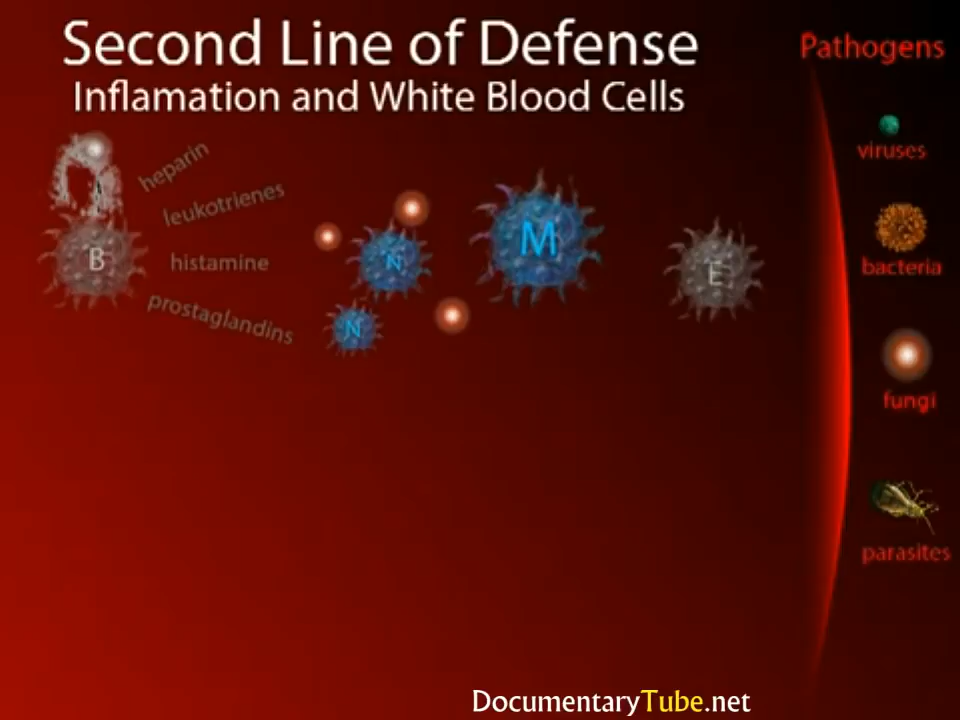 Second Line of Defense
Inflamation and White Blood Cells
Pathogens
heparin
leukotrienes
histamine
prostaglandins
B
N
N
M
E
viruses
bacteria
fungi
parasites
DocumentaryTube.net